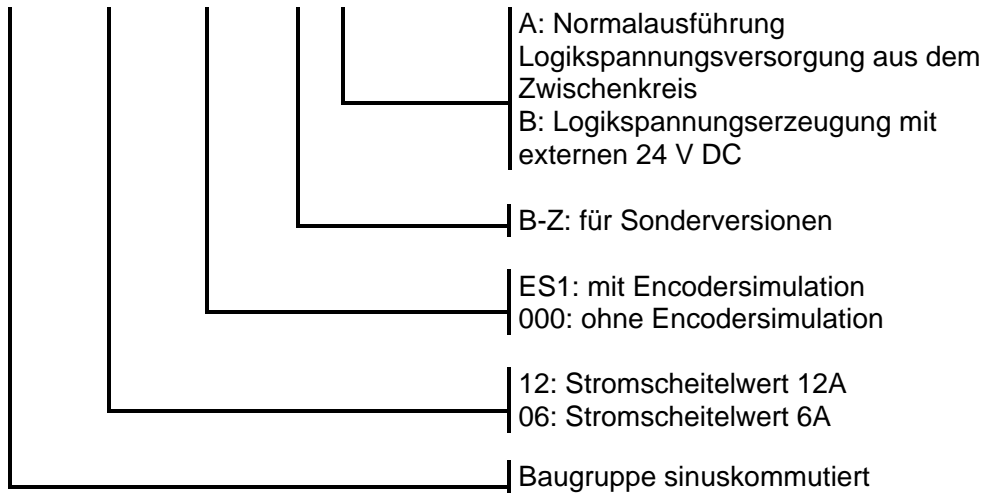 A: Normalausführung
Logikspannungsversorgung aus dem
Zwischenkreis
B: Logikspannungserzeugung mit
externen 24 V DC
B-Z: für Sonderversionen
ES1: mit Encodersimulation
000: ohne Encodersimulation
12: Stromscheitelwert 12A
06: Stromscheitelwert 6A
Baugruppe sinuskommutiert